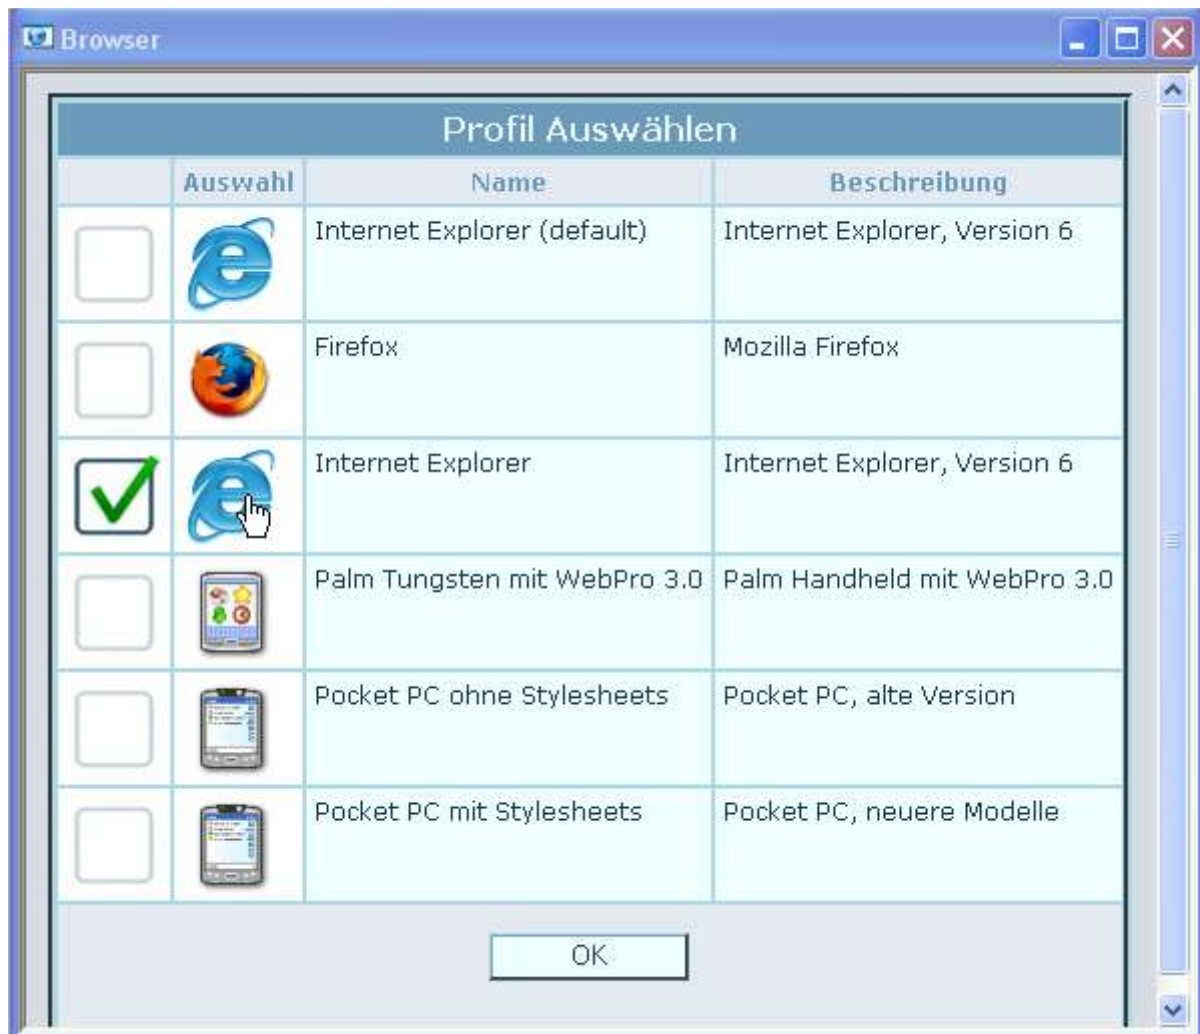 Browser
Profil Auswählen
Auswahl Name Beschreibung
Internet Explorer (default) Internet Explorer, Version 6
Firefox Mozilla Firefox
Internet Explorer Internet Explorer, Version 6
Palm Tungsten mit WebPro 3.0 Palm Handheld mit WebPro 3.0
Pocket PC ohne Stylesheets Pocket PC, alte Version
Pocket PC mit Stylesheets Pocket PC, neuere Modelle
OK